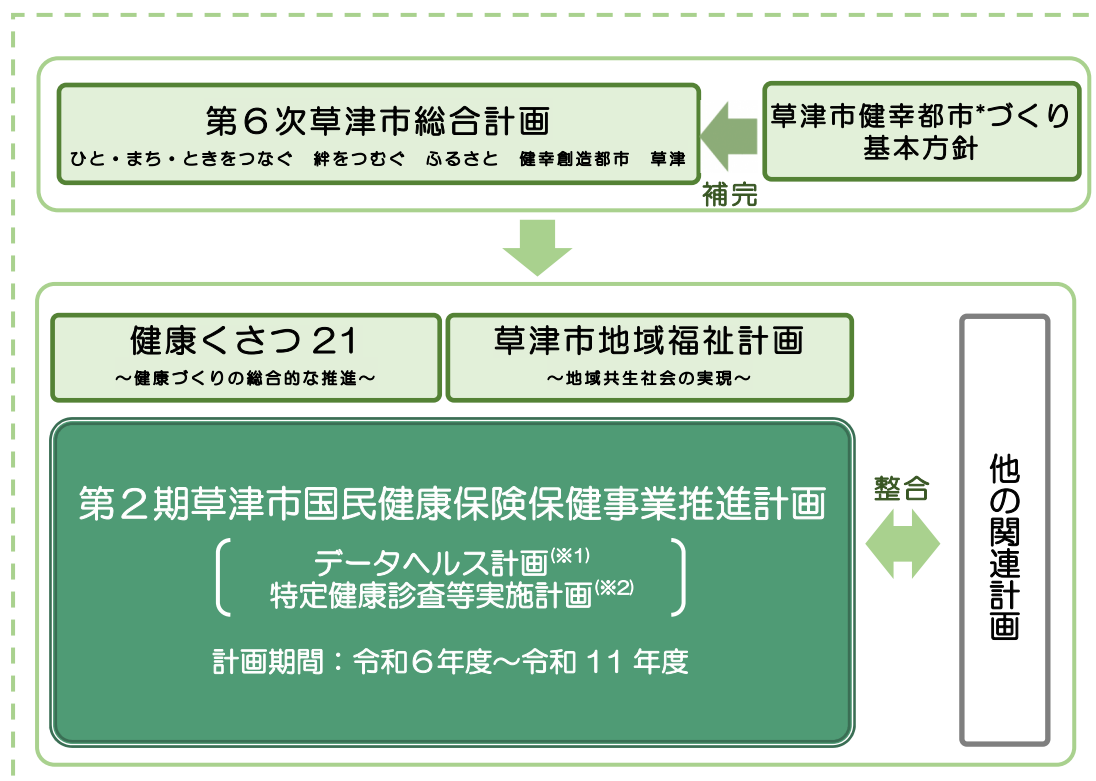 第６次草津市総合計画
ひと・まち・ときをつなぐ　絆をつむぐ　ふるさと　健幸創造都市　草津
草津市健幸都市*づくり
基本方針
補完
健康くさつ 21
～健康づくりの総合的な推進～
草津市地域福祉計画
～地域共生社会の実現～
第２期草津市国民健康保険保健事業推進計画
データヘルス計画(※1)
特定健康診査等実施計画(※2)
計画期間：令和６年度～令和 11 年度
整合
他の関連計画